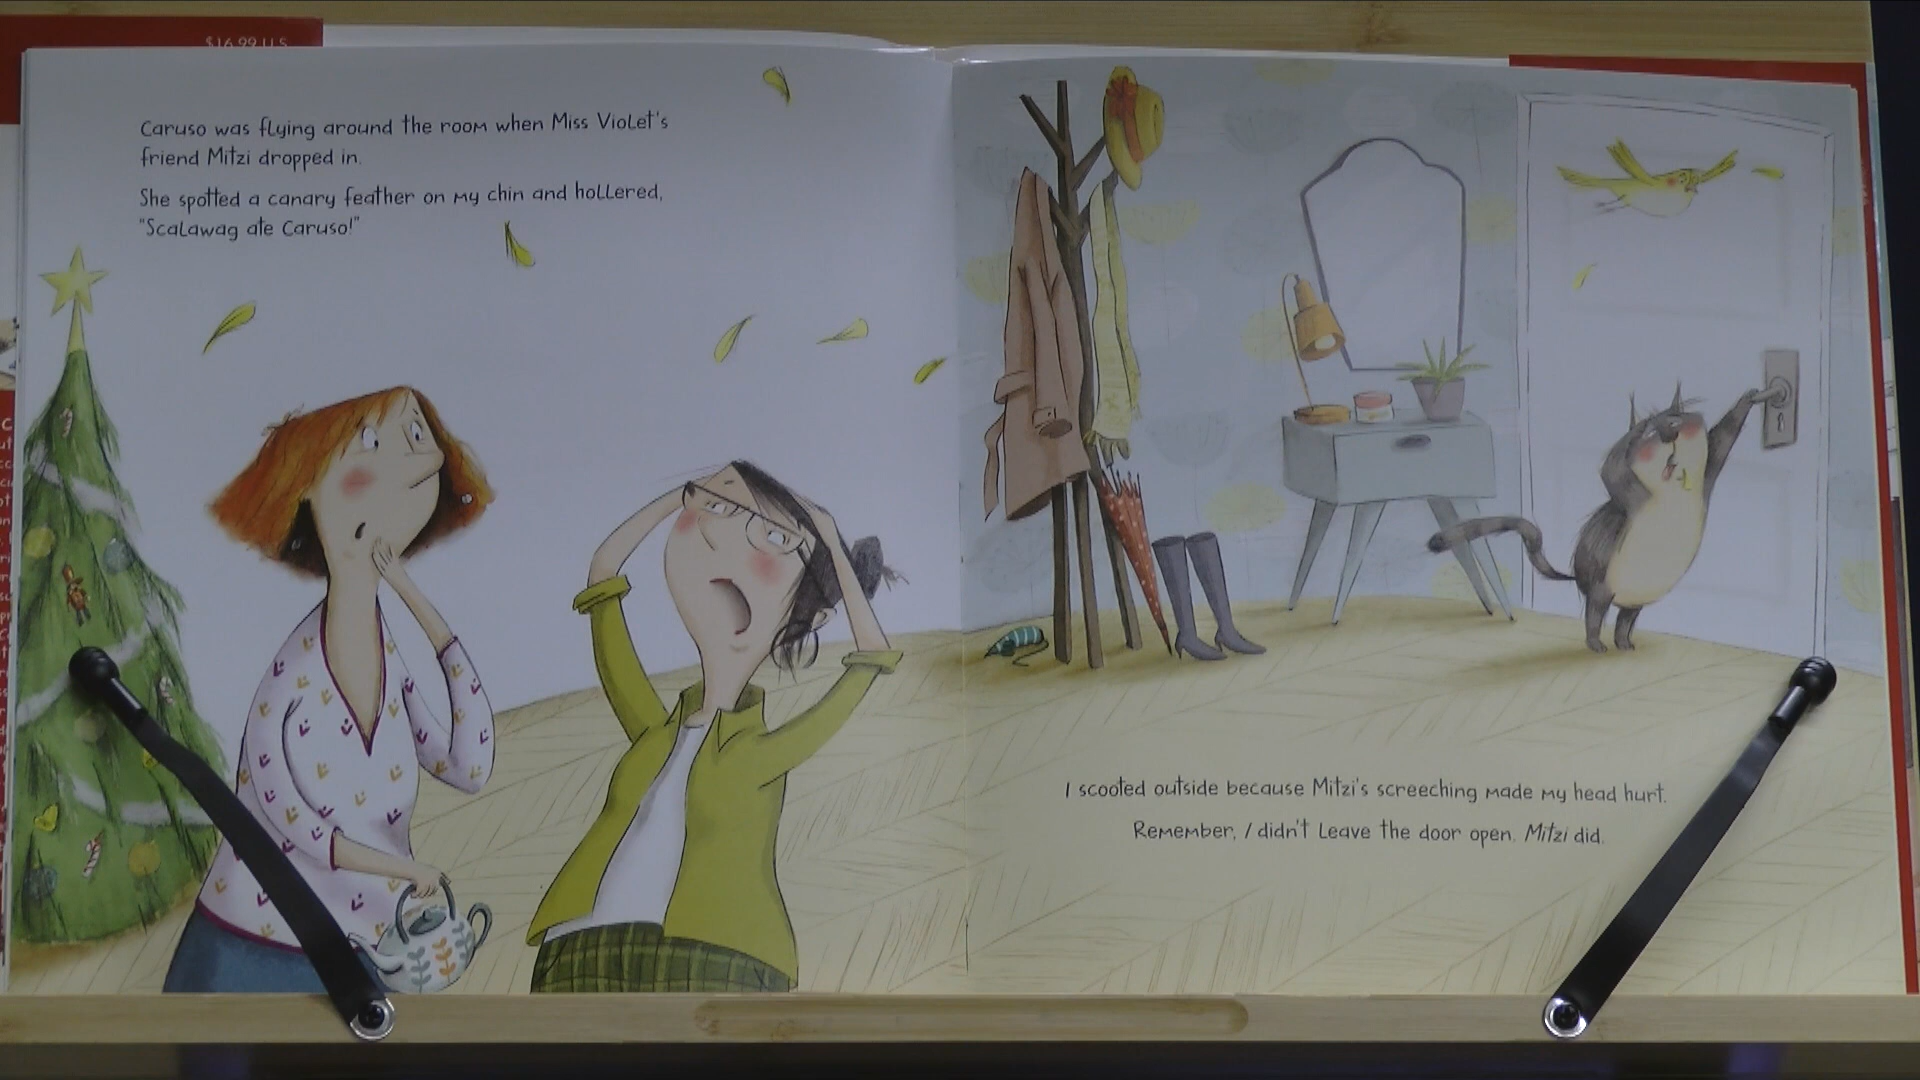 $16.99 U.S.
Caruso was flying around the room when Miss Violet's
friend Mitzi dropped in.
She spotted a canary feather on my chin and hollered,
"Scalawag ate Caruso!"
I scooted outside because Mitzi's screeching made my head hurt.
Remember, I didn't leave the door open. Mitzi did.